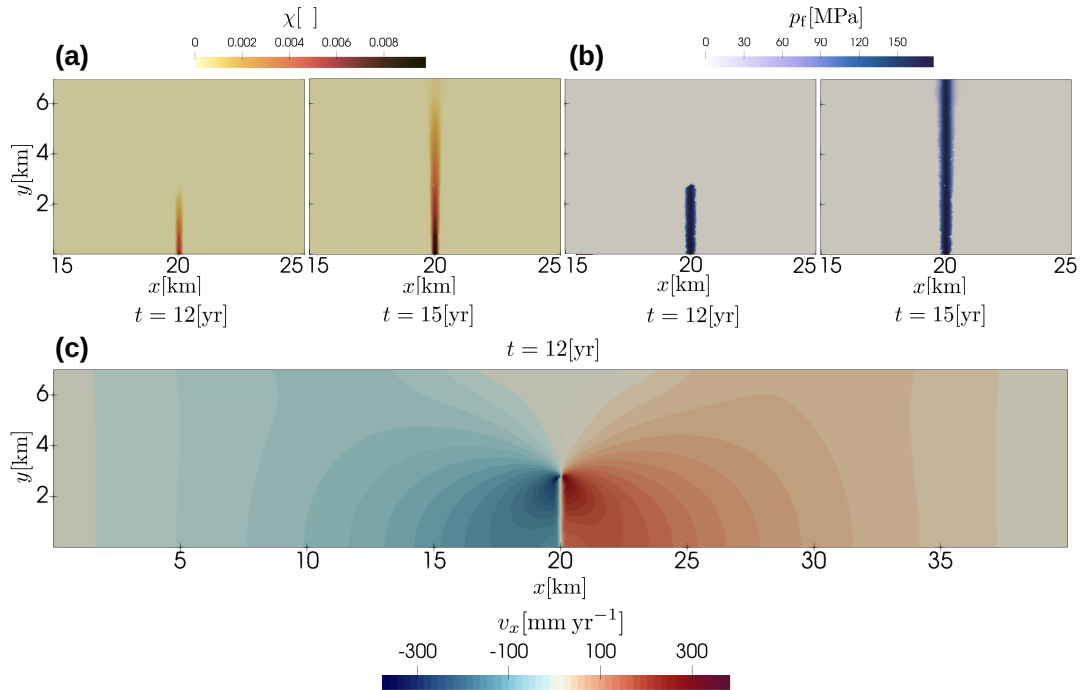 χ[ ]
0 0.002 0.004 0.006 0.008
p_f[MPa]
0 30 60 90 120 150
(a)
(b)
y[km]
6
4
2
15 20 25 15 20 25 15 20 25 15 20 25
x[km] x[km] x[km] x[km]
t = 12[yr] t = 15[yr] t = 12[yr] t = 15[yr]
(c)
t = 12[yr]
y[km]
6
4
2
5 10 15 20 25 30 35
x[km]
v_x[mm yr⁻¹]
-300 -100 100 300